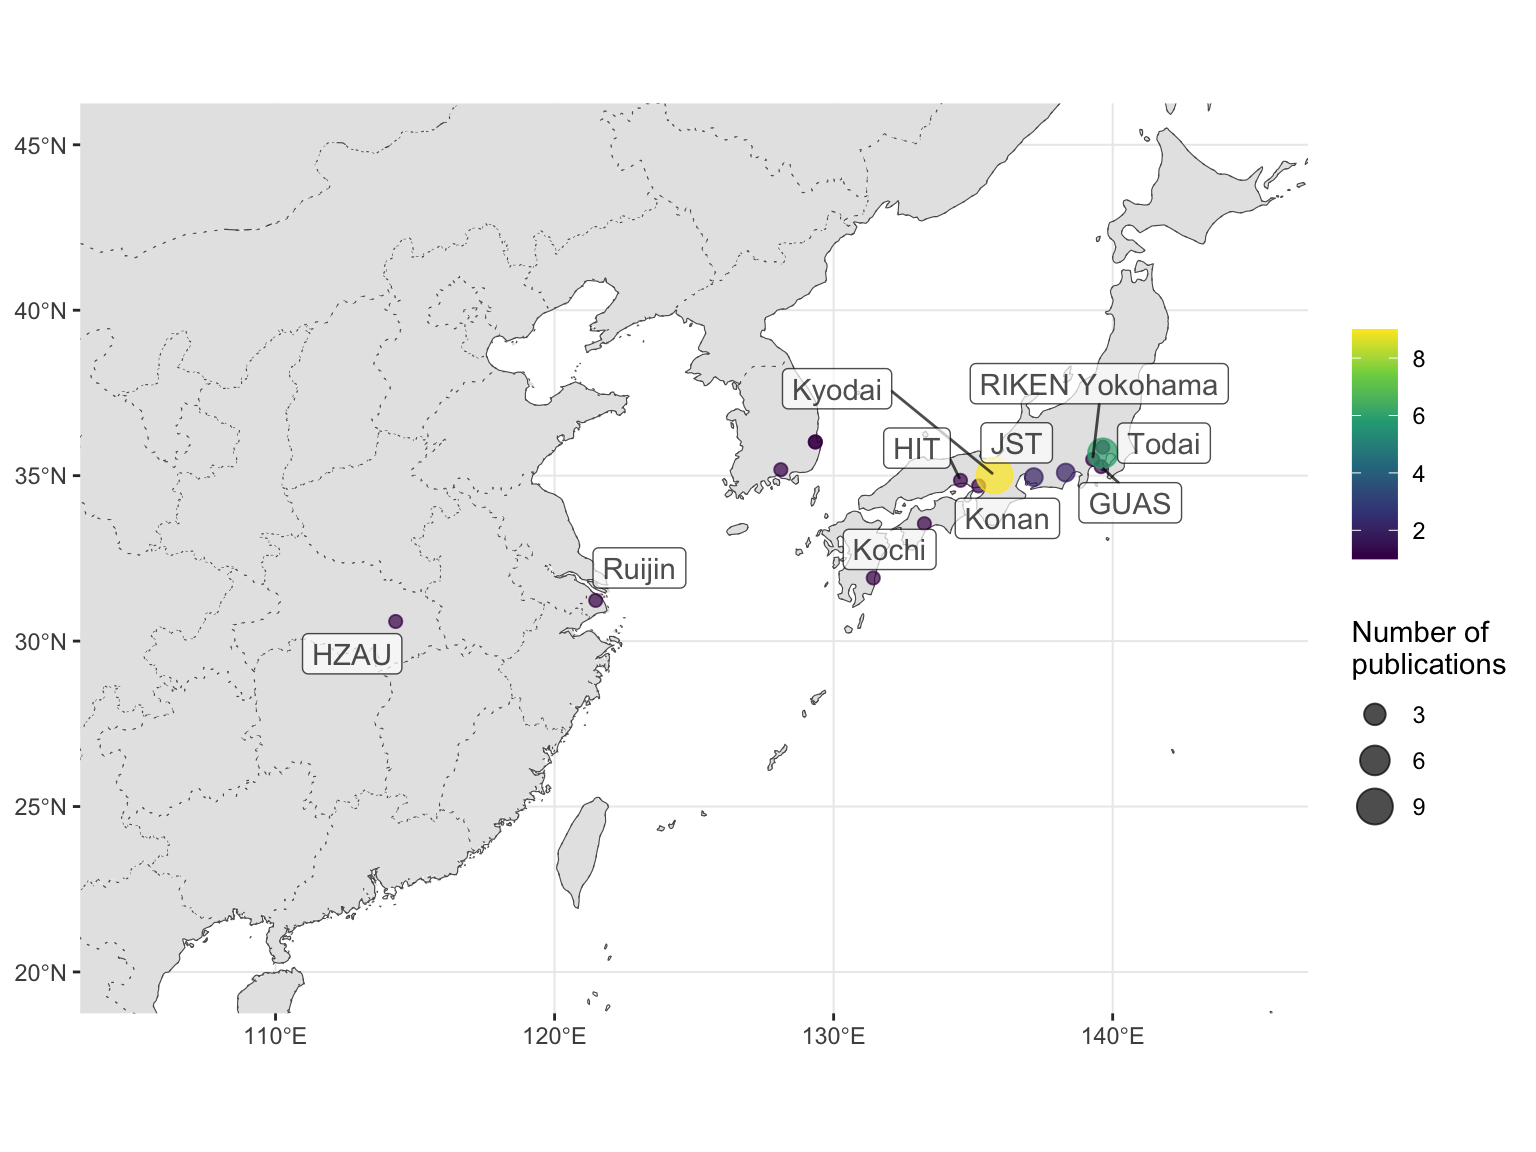 45°N
40°N
35°N
30°N
25°N
20°N
110°E
120°E
130°E
140°E
Kyodai
RIKEN Yokohama
HIT
JST
Todai
GUAS
Konan
Kochi
Ruijin
HZAU
8
6
4
2
Number of
publications
3
6
9